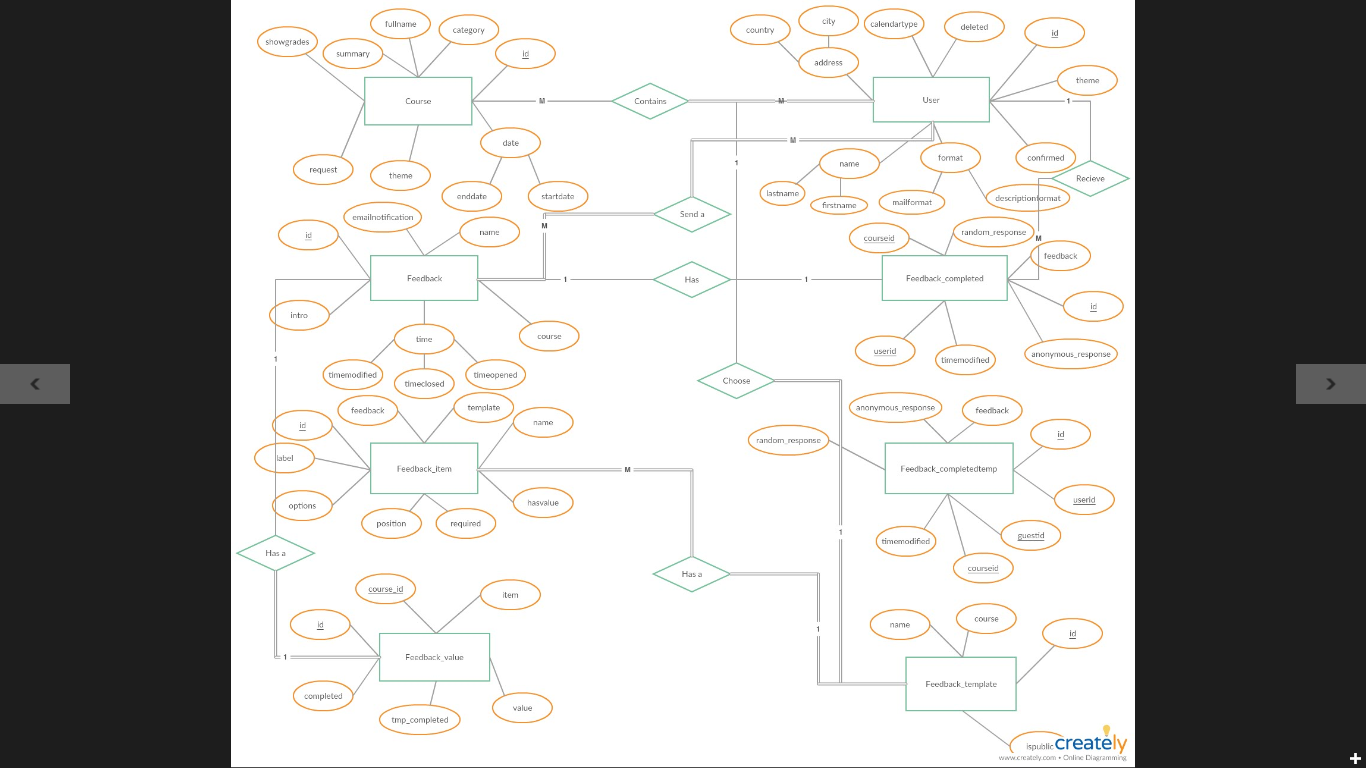 fullname
city
calendartype
deleted
category
country
id
showgrades
summary
id
address
theme
Course
M
Contains
M
User
1
date
M
name
format
confirmed
1
request
theme
Recieve
enddate
startdate
lastname
firstname
mailformat
descriptionformat
emailnotification
Send a
id
name
M
courseid
random_response
M
feedback
Feedback
1
Has
1
Feedback_completed
id
intro
time
course
1
userid
timemodified
anonymous_response
timemodified
timeclosed
timeopened
Choose
feedback
template
name
anonymous_response
feedback
id
random_response
id
label
Feedback_item
M
Feedback_completedtemp
userid
options
hasvalue
position
required
1
timemodified
guestid
Has a
courseid
Has a
course_id
item
id
1
name
course
id
1
Feedback_value
Feedback_template
completed
tmp_completed
value
ispublic
creately
www.creately.com • Online Diagramming